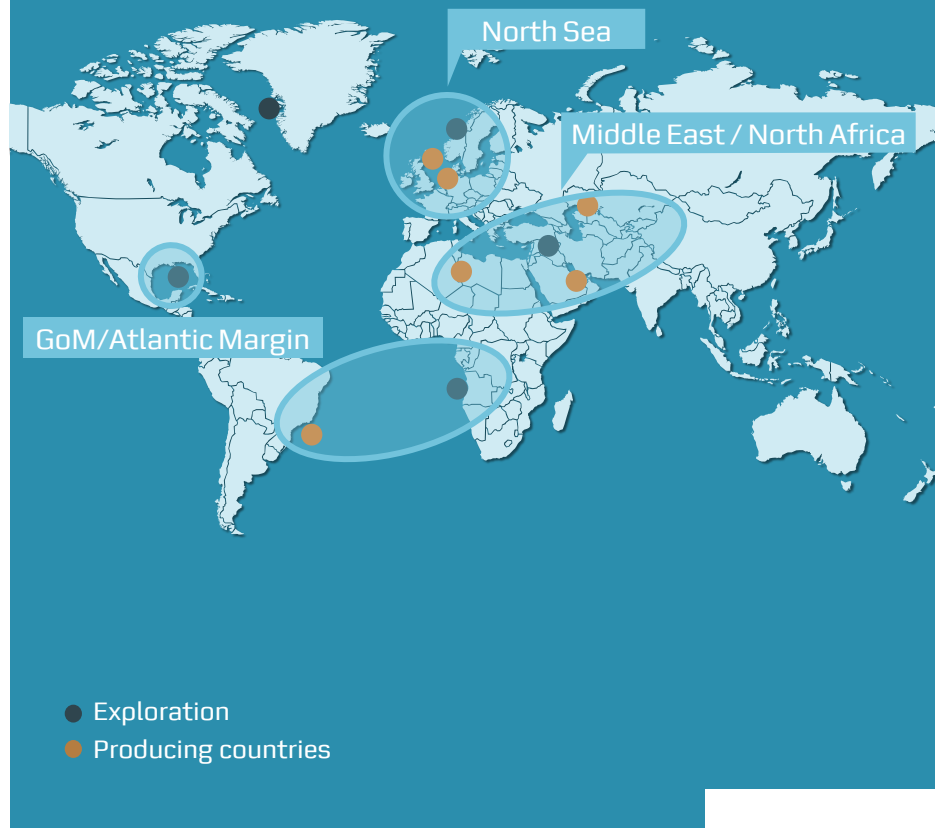 North Sea
Middle East / North Africa
GoM/Atlantic Margin
Exploration
Producing countries